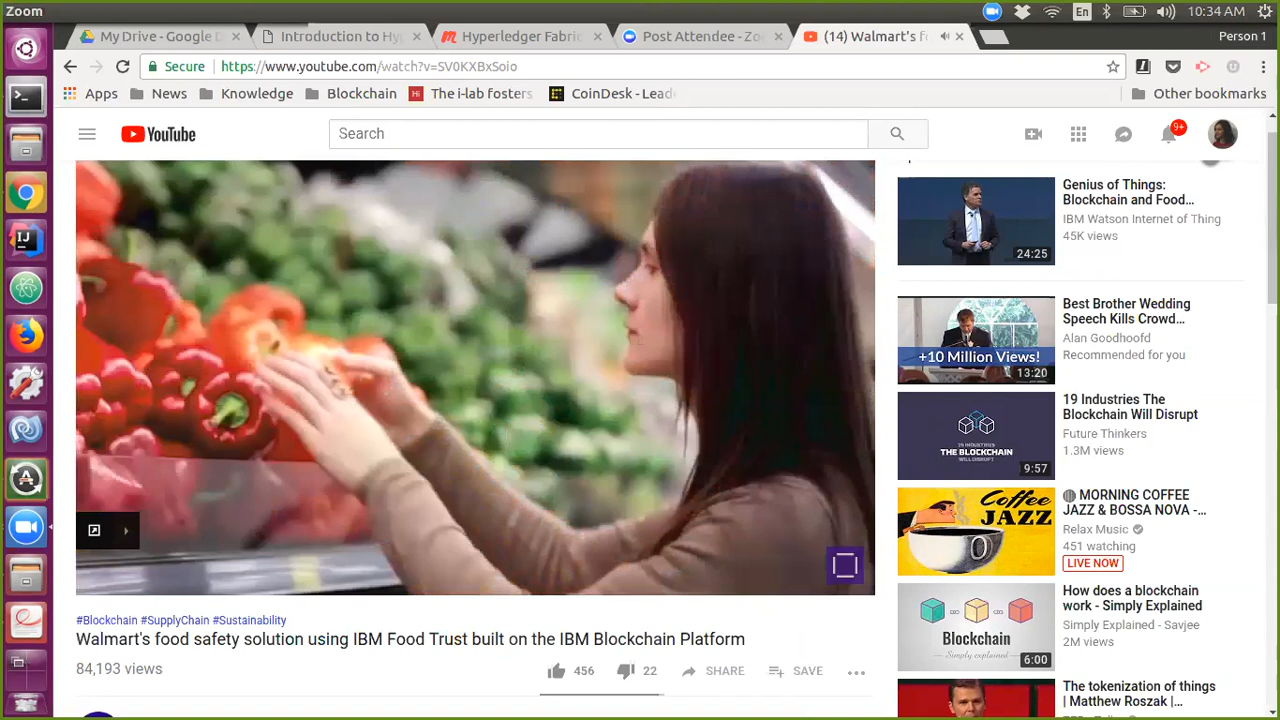 Zoom
En
10:34 AM
My Drive - Google D
Introduction to Hy
Hyperledger Fabric
Post Attendee - Zo
(14) Walmart's f
Person 1
Secure
https://www.youtube.com/watch?v=SV0KXBxSoio
Apps
News
Knowledge
Blockchain
Hi
The i-lab fosters
CoinDesk - Lead
Other bookmarks
YouTube
Search
9+
Genius of Things:
Blockchain and Food...
IBM Watson Internet of Thing
45K views
24:25
Best Brother Wedding
Speech Kills Crowd...
Alan Goodhoofd
Recommended for you
+10 Million Views!
13:20
19 Industries The
Blockchain Will Disrupt
Future Thinkers
1.3M views
19 INDUSTRIES
THE BLOCKCHAIN
WILL DISRUPT
9:57
MORNING COFFEE
JAZZ & BOSSA NOVA -...
Relax Music
451 watching
LIVE NOW
Coffee
JAZZ
How does a blockchain
work - Simply Explained
Simply Explained - Savjee
2M views
Blockchain
Simply explained
6:00
The tokenization of things
| Matthew Roszak |...
#Blockchain #SupplyChain #Sustainability
Walmart's food safety solution using IBM Food Trust built on the IBM Blockchain Platform
84,193 views
456
22
SHARE
SAVE